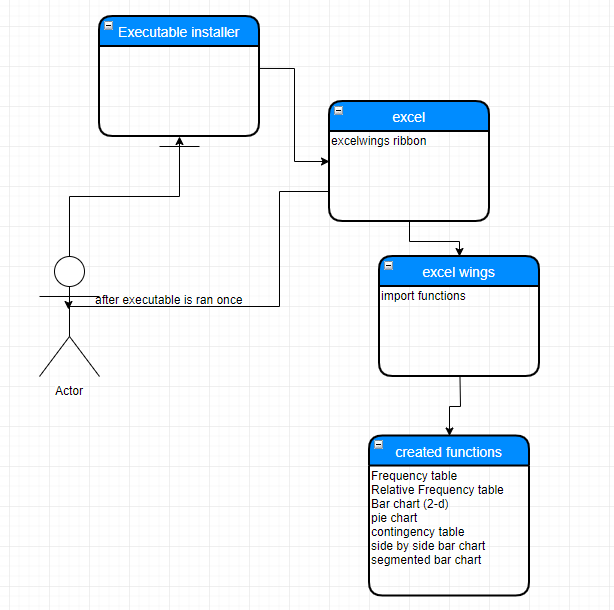 Executable installer
excel
excelwings ribbon
excel wings
import functions
after executable is ran once
Actor
created functions
Frequency table
Relative Frequency table
Bar chart (2-d)
pie chart
contingency table
side by side bar chart
segmented bar chart